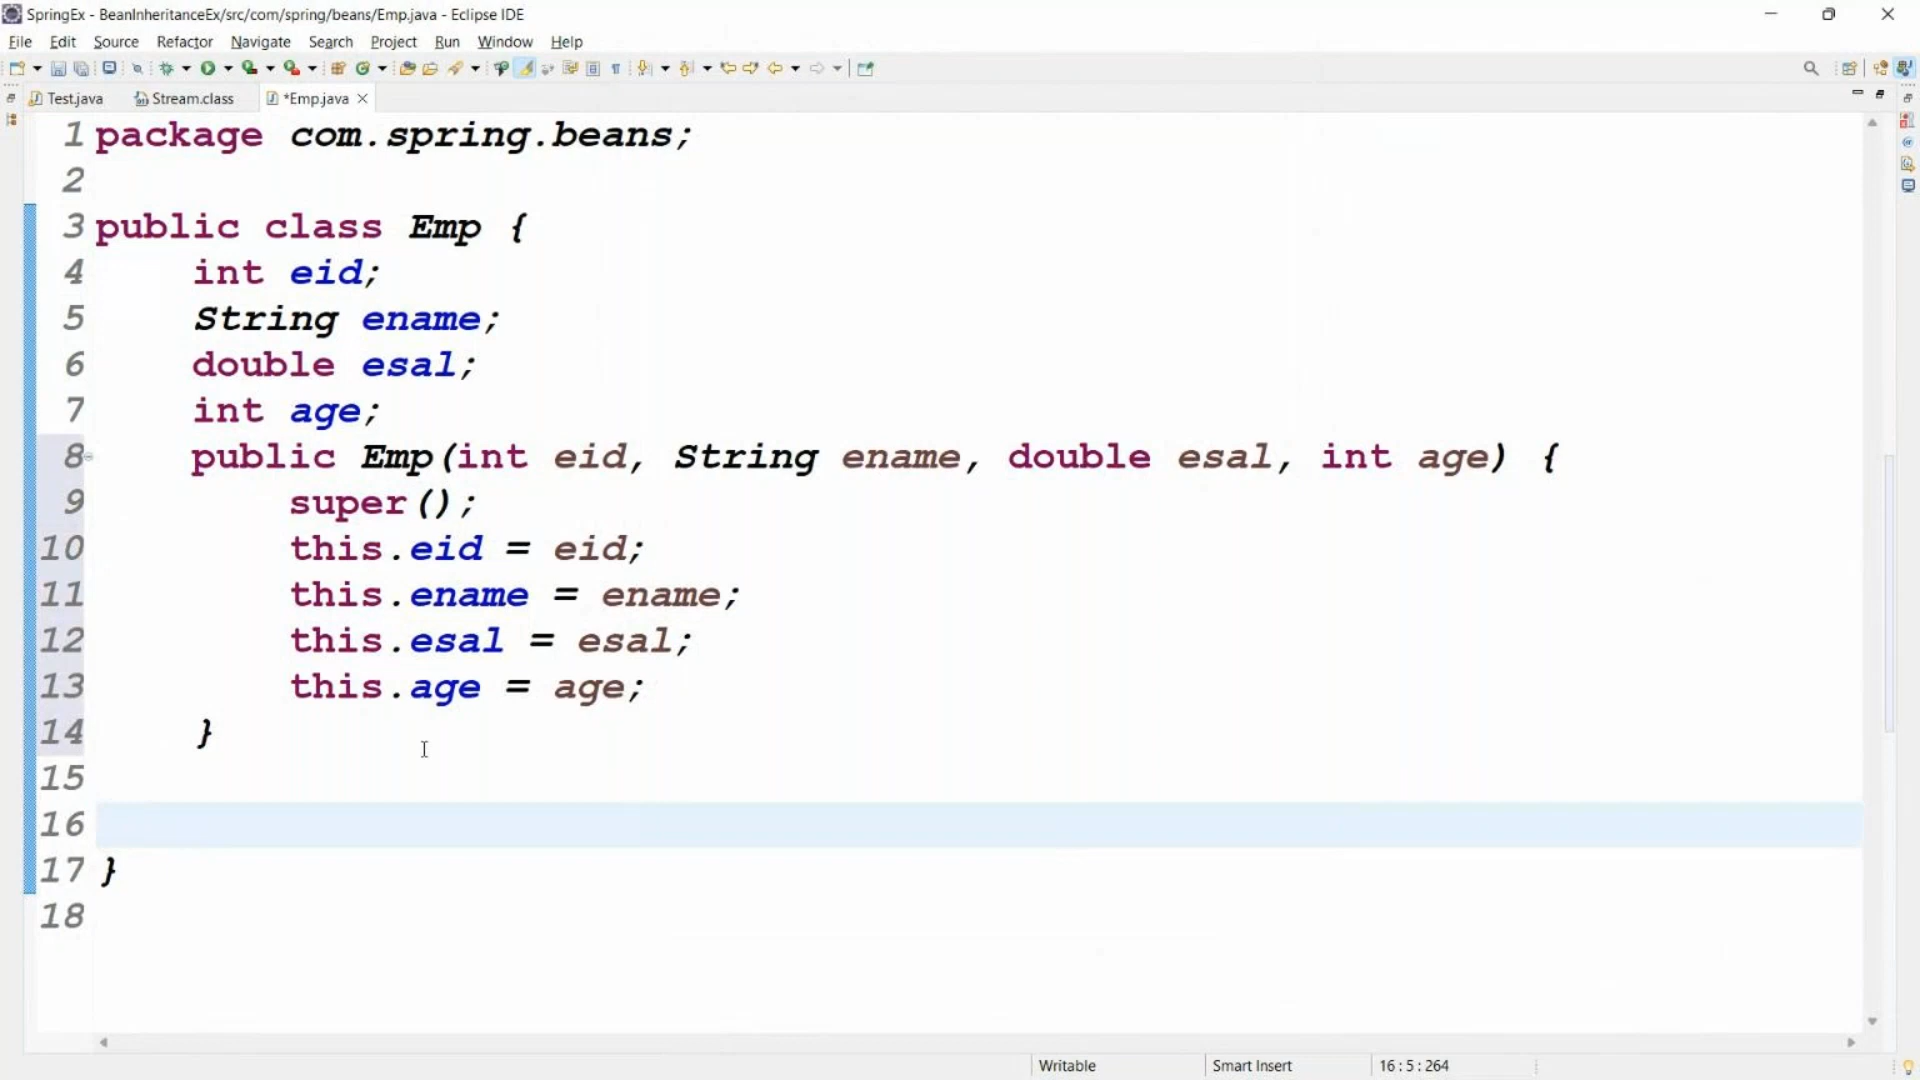 SpringEx - BeanInheritanceEx/src/com/spring/beans/Emp.java - Eclipse IDE
File Edit Source Refactor Navigate Search Project Run Window Help
Test.java Stream.class *Emp.java
1 package com.spring.beans;
2
3 public class Emp {
4 int eid;
5 String ename;
6 double esal;
7 int age;
8 public Emp(int eid, String ename, double esal, int age) {
9 super();
10 this.eid = eid;
11 this.ename = ename;
12 this.esal = esal;
13 this.age = age;
14 }
15
16
17 }
18
Writable Smart Insert 16 : 5 : 264